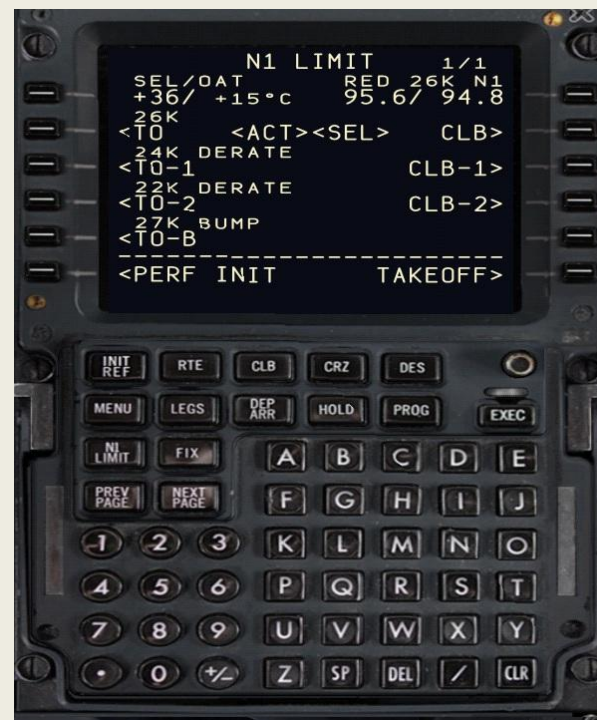 N1 LIMIT 1/1
SEL/OAT RED 26K N1
+36/ +15°C 95.6/ 94.8
26K
<TO <ACT><SEL> CLB>
24K DERATE
<TO-1 CLB-1>
22K DERATE
<TO-2 CLB-2>
27K BUMP
<TO-B
------------------------
<PERF INIT TAKEOFF>
INIT REF RTE CLB CRZ DES
MENU LEGS DEP ARR HOLD PROG EXEC
N1 LIMIT FIX A B C D E
PREV PAGE NEXT PAGE F G H I J
1 2 3 K L M N O
4 5 6 P Q R S T
7 8 9 U V W X Y
. 0 +/- Z SP DEL / CLR